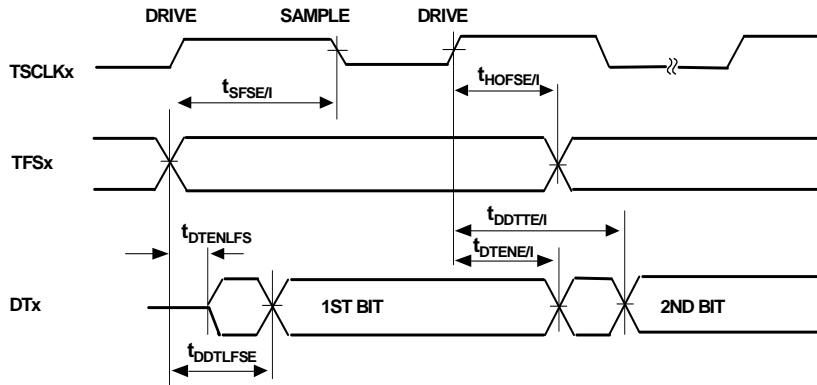 DRIVE SAMPLE DRIVE
TSCLKx
tSFSE/I
tHOFSE/I
TFSx
tDDTTE/I
tDTENLFS
tDTENE/I
DTx
1ST BIT
2ND BIT
tDDTLFSE